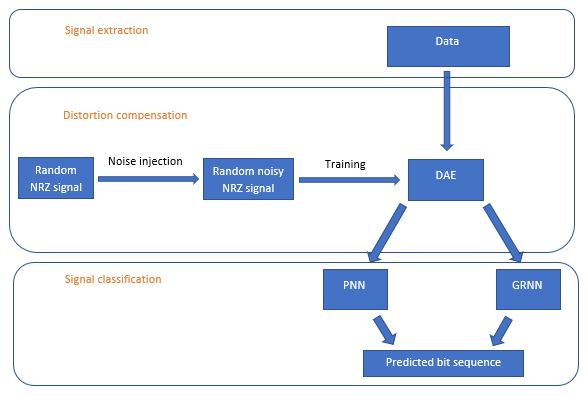 Signal extraction
Data
Distortion compensation
Random
NRZ signal
Noise injection
Random noisy
NRZ signal
Training
DAE
Signal classification
PNN
GRNN
Predicted bit sequence